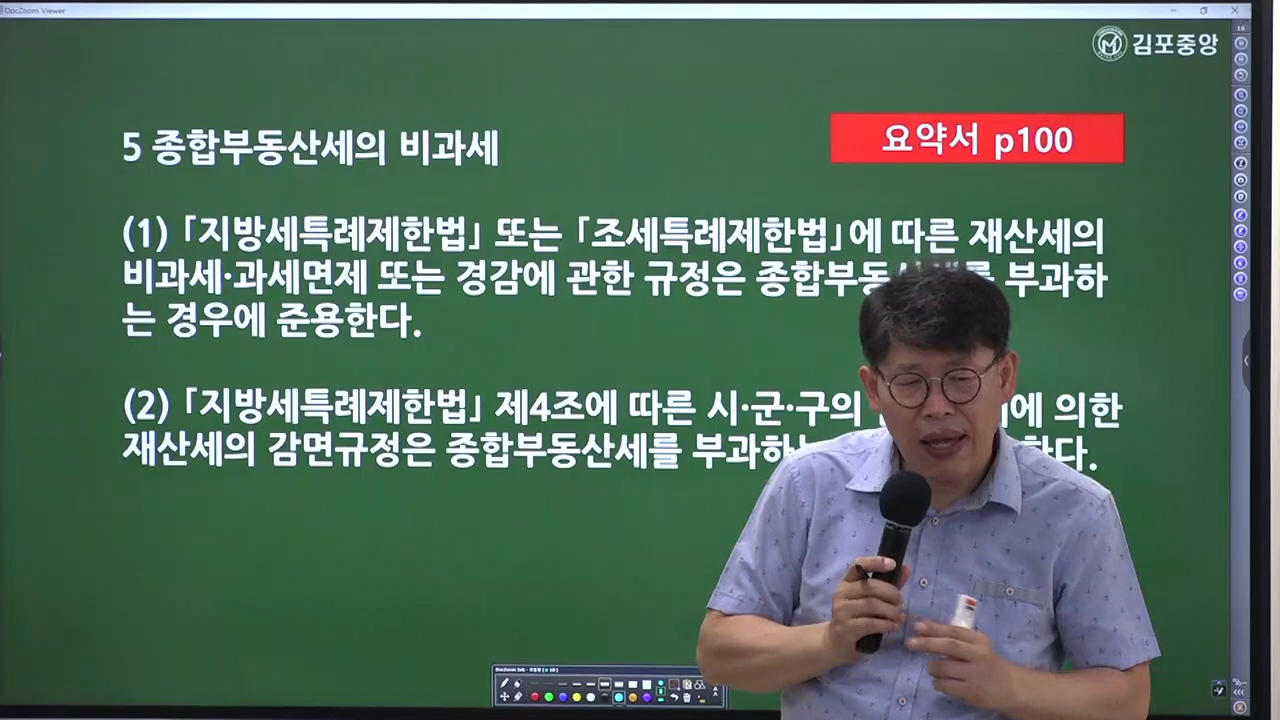 DocZoom Viewer
김포중앙
5 종합부동산세의 비과세
요약서 p100
(1) 「지방세특례제한법」 또는 「조세특례제한법」에 따른 재산세의
비과세·과세면제 또는 경감에 관한 규정은 종합부동 를 부과하
는 경우에 준용한다.
(2) 「지방세특례제한법」 제4조에 따른 시·군·구의 에 의한
재산세의 감면규정은 종합부동산세를 부과하는 한다.